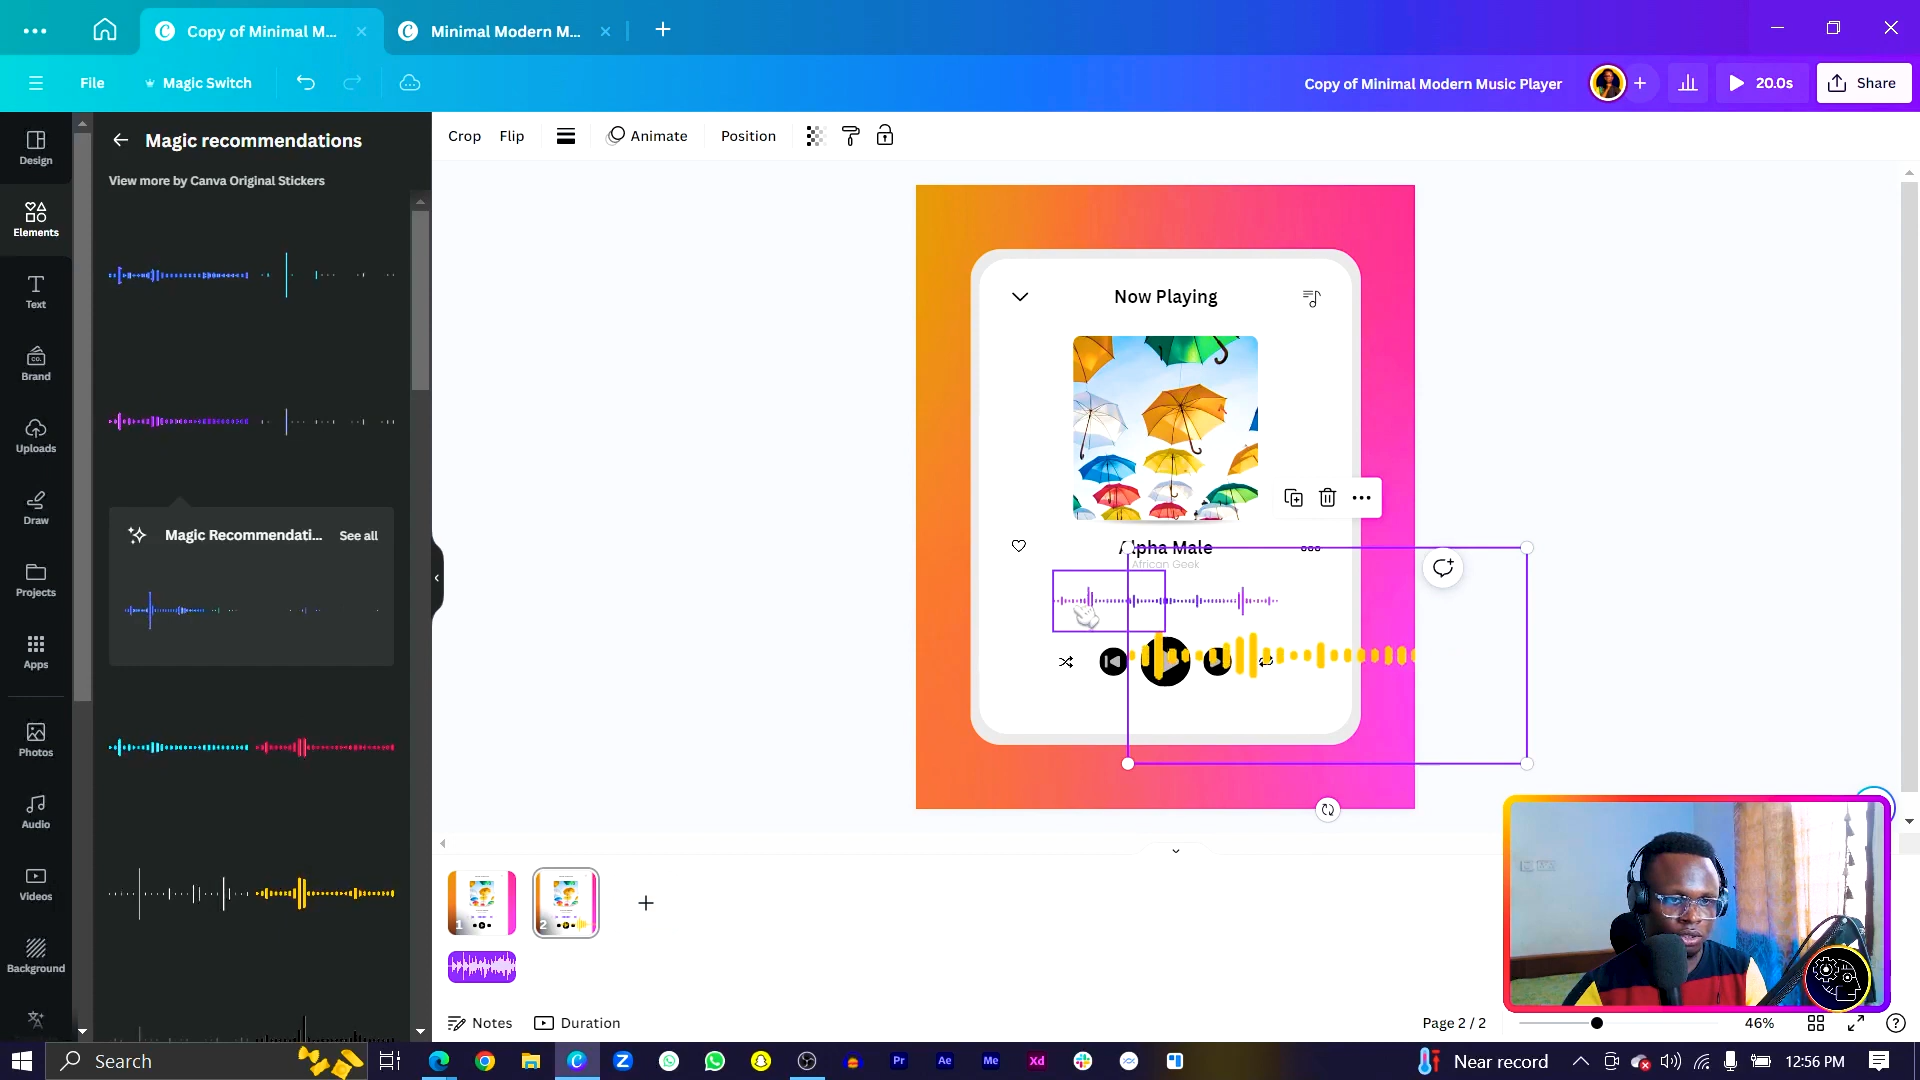 Copy of Minimal M...
Minimal Modern M...
File
Magic Switch
Copy of Minimal Modern Music Player
20.0s
Share
Design
Elements
Text
Brand
Uploads
Draw
Projects
Apps
Photos
Audio
Videos
Background
Magic recommendations
View more by Canva Original Stickers
Magic Recommendati...
See all
Crop
Flip
Animate
Position
Now Playing
Alpha Male
African Geek
1
2
Notes
Duration
Page 2 / 2
46%
Search
Near record
12:56 PM